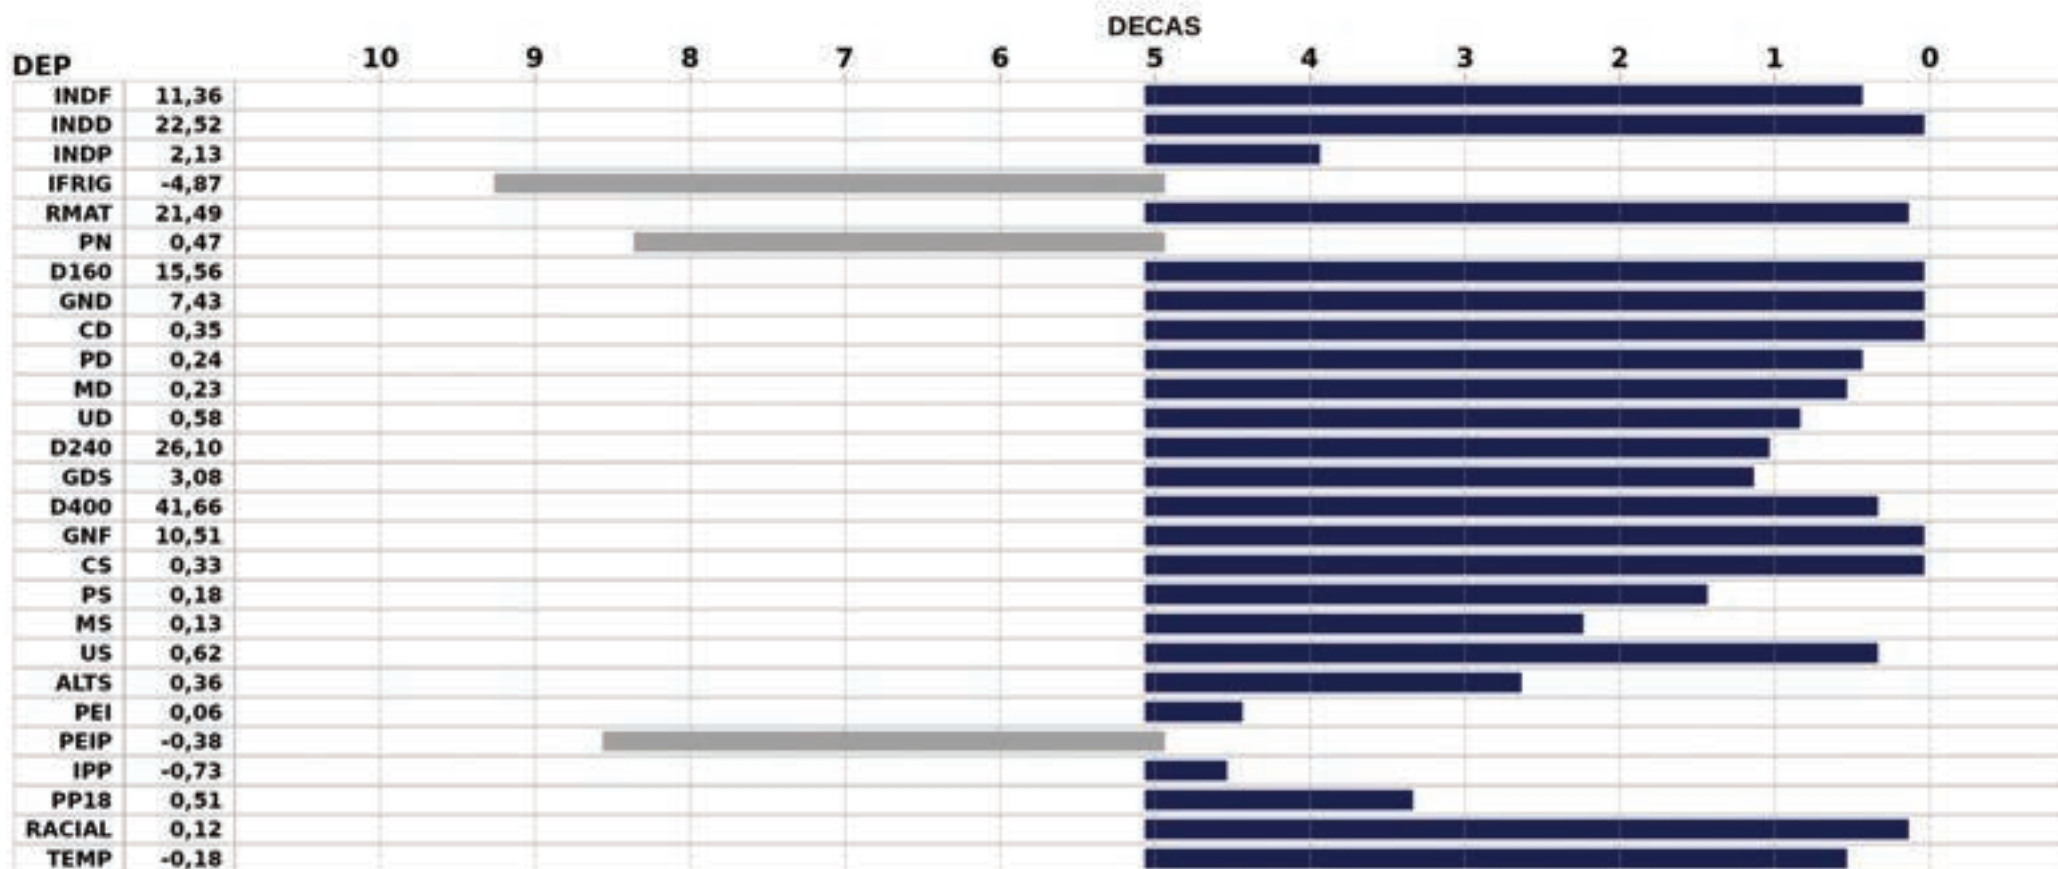 DECAS
DEP 10 9 8 7 6 5 4 3 2 1 0
INDF 11,36
INDD 22,52
INDP 2,13
IFRIG -4,87
RMAT 21,49
PN 0,47
D160 15,56
GND 7,43
CD 0,35
PD 0,24
MD 0,23
UD 0,58
D240 26,10
GDS 3,08
D400 41,66
GNF 10,51
CS 0,33
PS 0,18
MS 0,13
US 0,62
ALTS 0,36
PEI 0,06
PEIP -0,38
IPP -0,73
PP18 0,51
RACIAL 0,12
TEMP -0,18